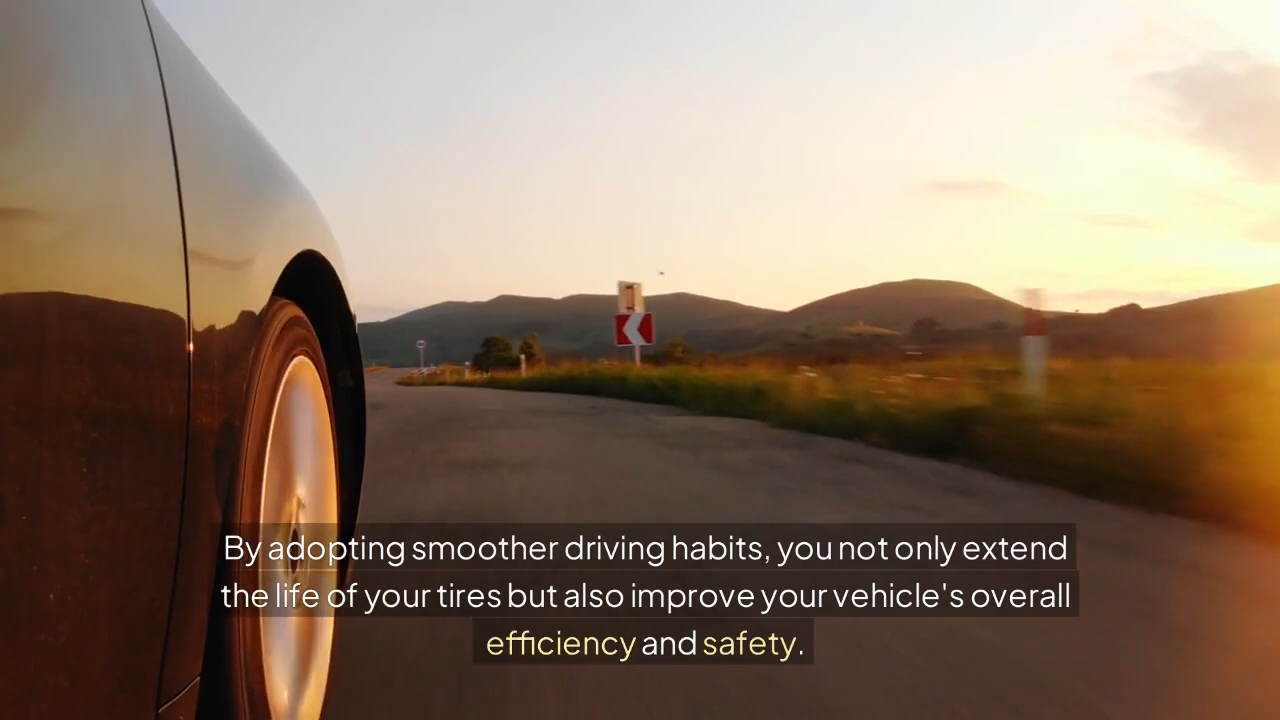 By adopting smoother driving habits, you not only extend
the life of your tires but also improve your vehicle's overall
efficiency and safety.